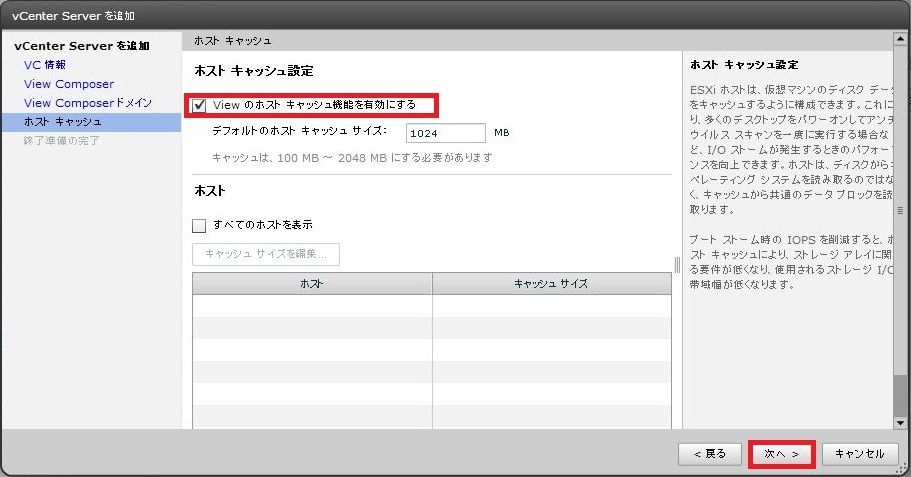 vCenter Server を追加
vCenter Server を追加
VC 情報
View Composer
View Composer ドメイン
ホスト キャッシュ
終了準備の完了
ホスト キャッシュ
ホスト キャッシュ設定
View のホスト キャッシュ機能を有効にする
デフォルトのホスト キャッシュ サイズ: 1024 MB
キャッシュは、100 MB ～ 2048 MB にする必要があります
ホスト
すべてのホストを表示
キャッシュ サイズを編集...
ホスト キャッシュ サイズ
ホスト キャッシュ設定
ESXi ホストは、仮想マシンのディスク データ
をキャッシュするように構成できます。これに
り、多くのデスクトップをパワーオンしてアンチ
ウイルス スキャンを一度に実行する場合な
ど、I/O ストームが発生するときのパフォーマ
ンスを向上できます。ホストは、ディスクから
ペレーティング システムを読み取るのではな
く、キャッシュから共通のデータ ブロックを読
取ります。
ブート ストーム時の IOPS を削減すると、ホ
スト キャッシュにより、ストレージ アレイに関
る要件が低くなり、使用されるストレージ I/O
帯域幅が低くなります。
< 戻る
次へ >
キャンセル